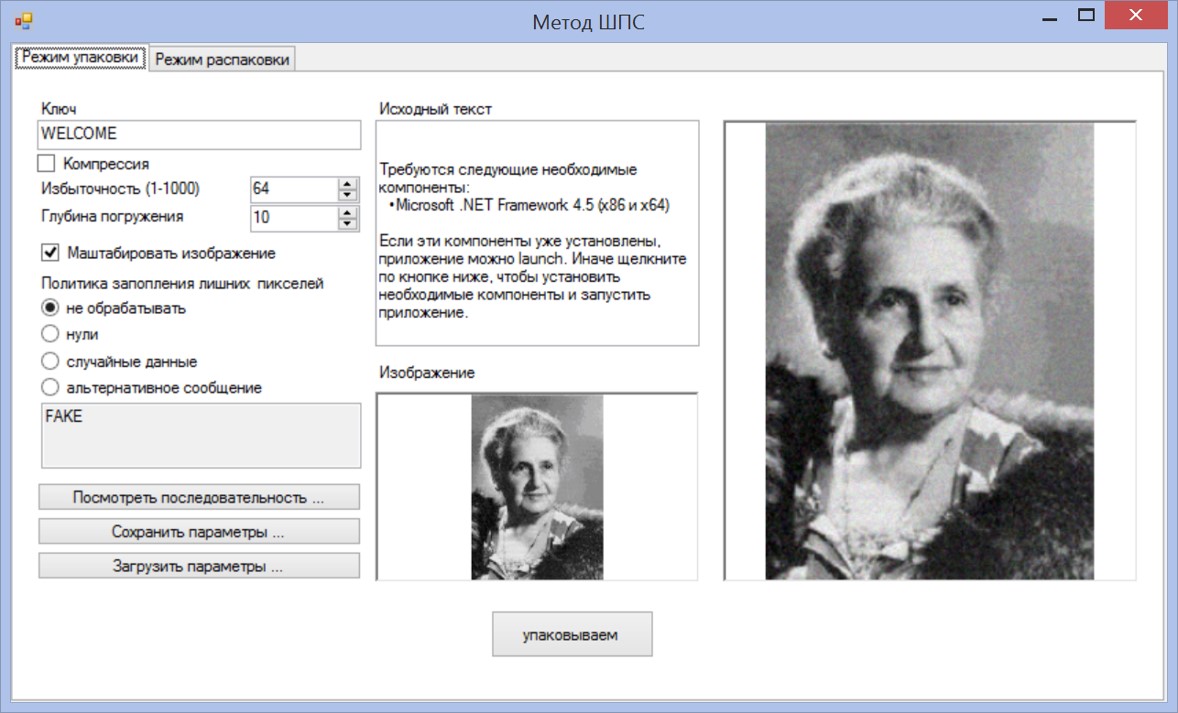 Метод ШПС
Режим упаковки
Режим распаковки
Ключ
WELCOME
Компрессия
Избыточность (1-1000)
64
Глубина погружения
10
Маштабировать изображение
Политика запопления лишних пикселей
не обрабатывать
нули
случайные данные
альтернативное сообщение
FAKE
Посмотреть последовательность ...
Сохранить параметры ...
Загрузить параметры ...
Исходный текст
Требуются следующие необходимые
компоненты:
•Microsoft .NET Framework 4.5 (x86 и x64)
Если эти компоненты уже установлены,
приложение можно launch. Иначе щелкните
по кнопке ниже, чтобы установить
необходимые компоненты и запустить
приложение.
Изображение
упаковываем